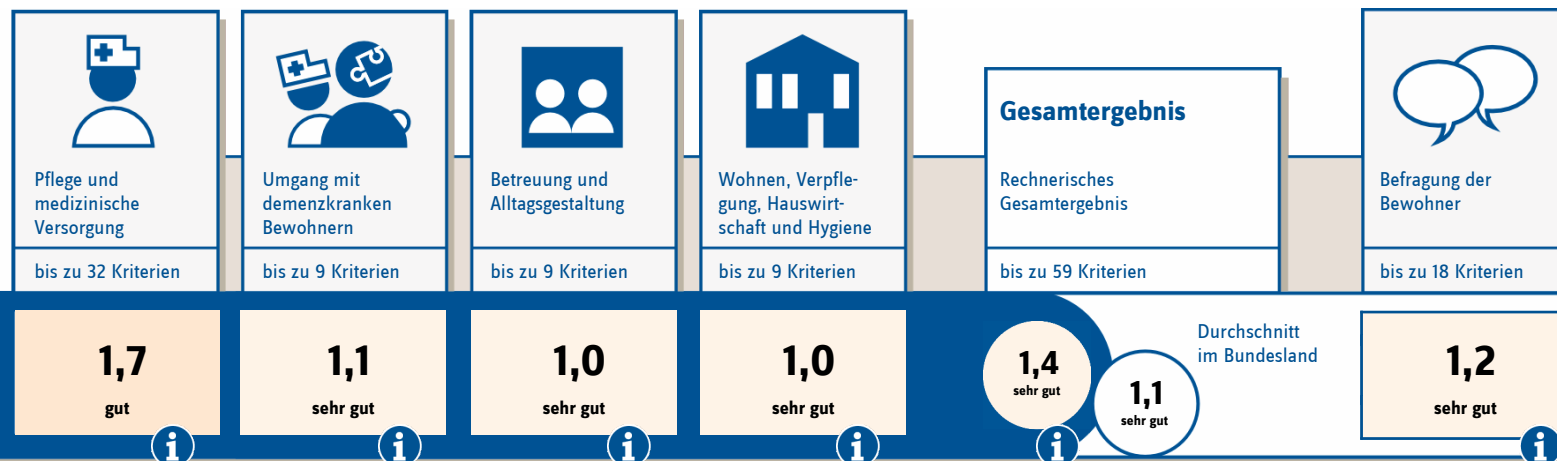 Pflege und
medizinische
Versorgung
bis zu 32 Kriterien
1,7
gut
Umgang mit
demenzkranken
Bewohnern
bis zu 9 Kriterien
1,1
sehr gut
Betreuung und
Alltagsgestaltung
bis zu 9 Kriterien
1,0
sehr gut
Wohnen, Verpfle-
gung, Hauswirt-
schaft und Hygiene
bis zu 9 Kriterien
1,0
sehr gut
Gesamtergebnis
Rechnerisches
Gesamtergebnis
bis zu 59 Kriterien
1,4
sehr gut
Durchschnitt
im Bundesland
1,1
sehr gut
Befragung der
Bewohner
bis zu 18 Kriterien
1,2
sehr gut